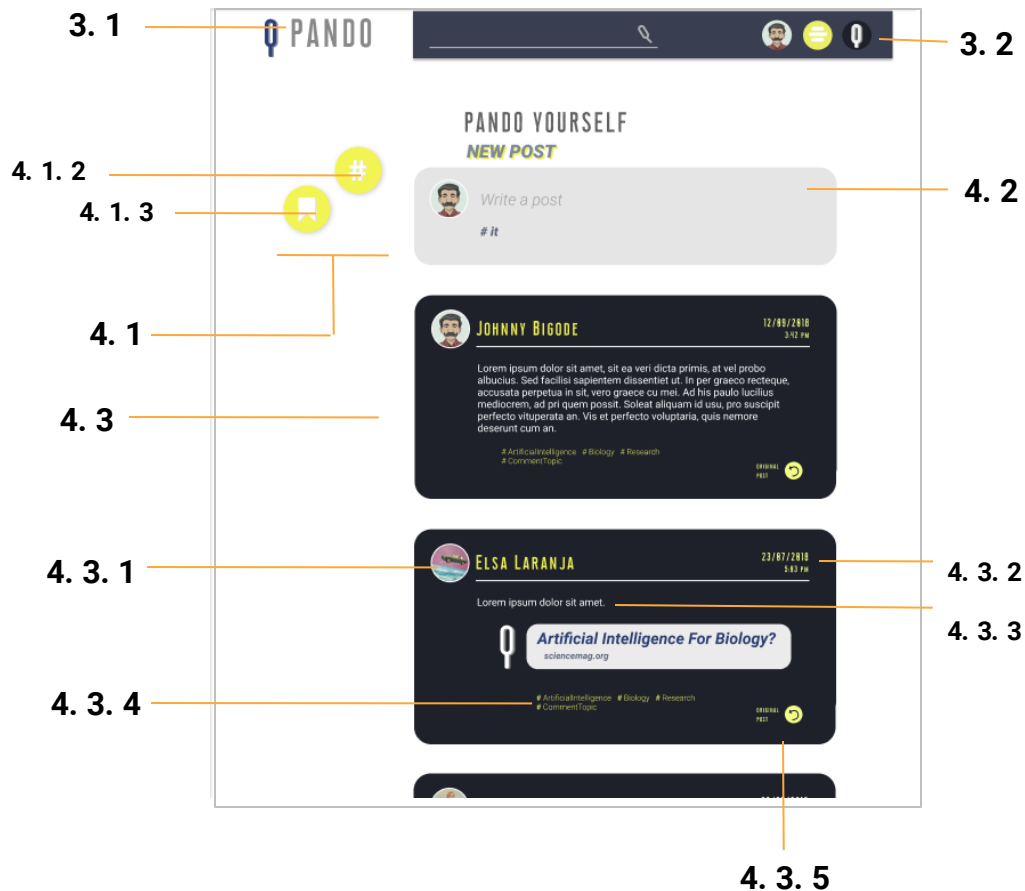 3. 1
PANDO
3. 2
PANDO YOURSELF
NEW POST
4. 1. 2
#
4. 1. 3
Write a post
# it
4. 2
4. 1
JOHNNY BIGODE
12/09/2018
3:42 PM
Lorem ipsum dolor sit amet, sit ea veri dicta primis, at vel probo
albucius. Sed facilisi sapientem dissentiet ut. In per graeco recteque,
accusata perpetua in sit, vero graece cu mei. Ad his paulo lucilius
mediocrem, ad pri quem possit. Soleat aliquam id usu, pro suscipit
perfecto vituperata an. Vis et perfecto voluptaria, quis nemore
deserunt cum an.
4. 3
# ArtificialIntelligence # Biology # Research
# CommentTopic
ORIGINAL
POST
4. 3. 1
ELSA LARANJA
23/07/2018
5:03 PM
4. 3. 2
Lorem ipsum dolor sit amet.
4. 3. 3
Artificial Intelligence For Biology?
sciencemag.org
4. 3. 4
# ArtificialIntelligence # Biology # Research
# CommentTopic
ORIGINAL
POST
4. 3. 5